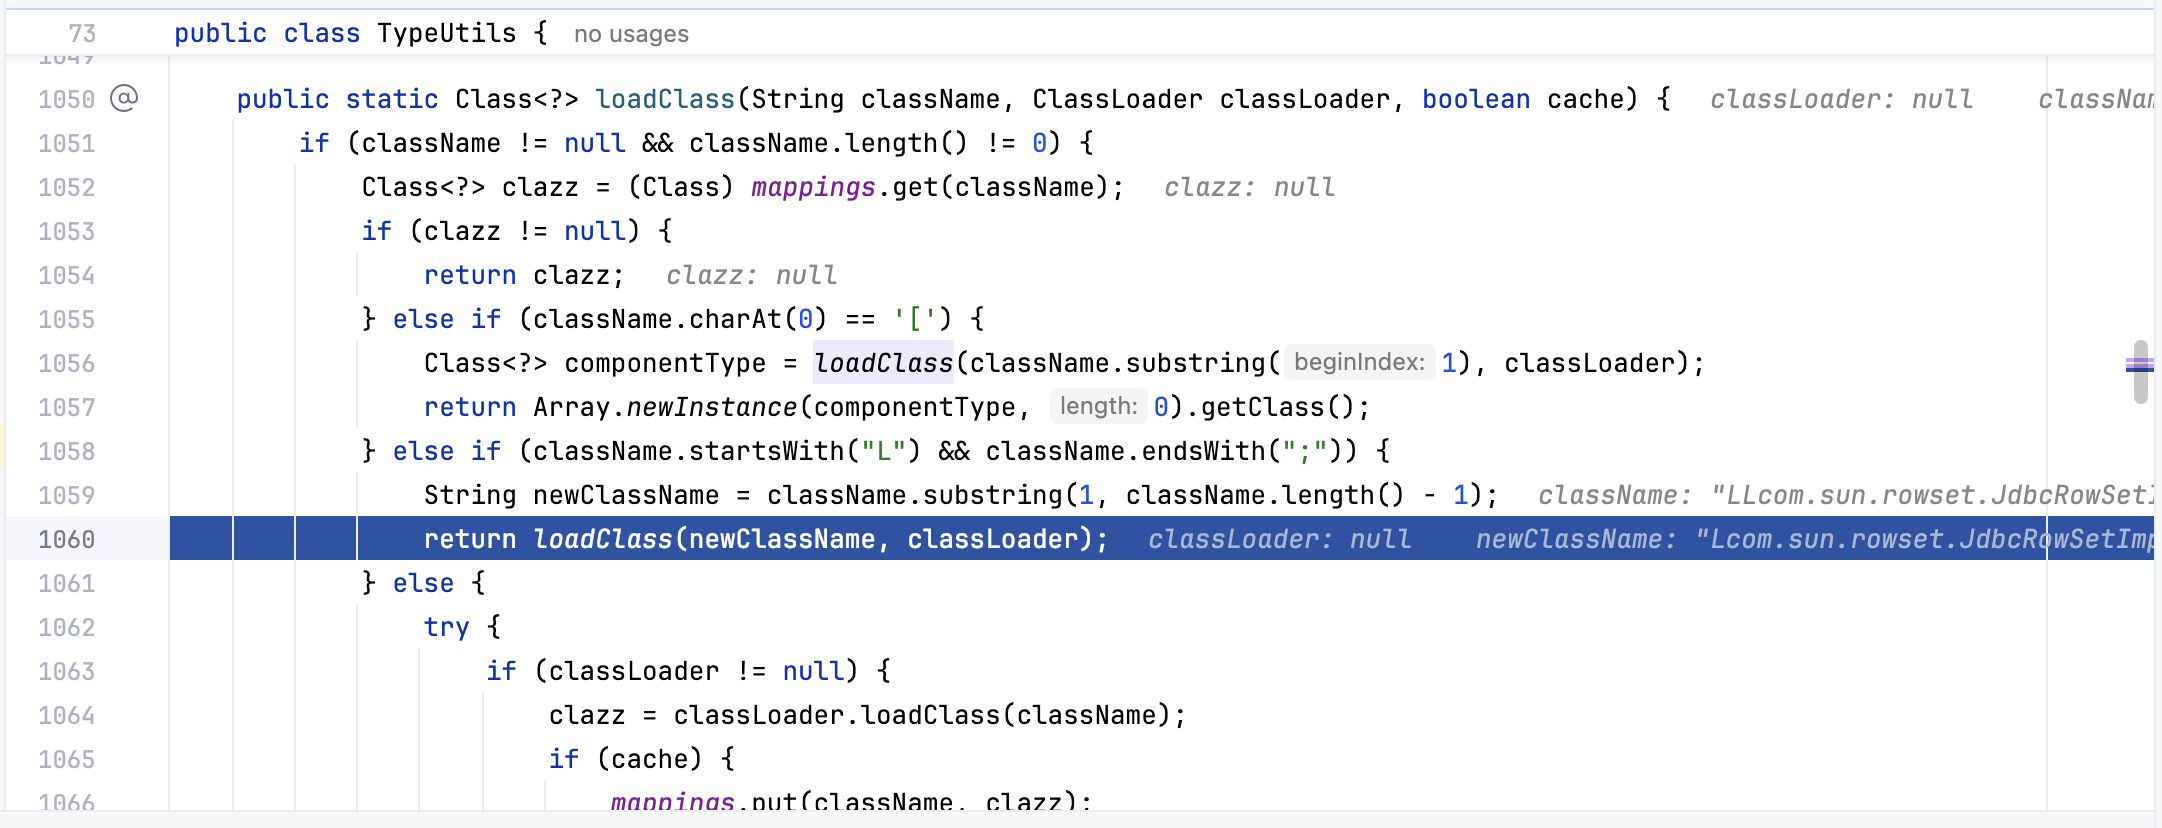 73 public class TypeUtils { no usages
1049
1050 @ public static Class<?> loadClass(String className, ClassLoader classLoader, boolean cache) { classLoader: null classNam
1051 if (className != null && className.length() != 0) {
1052 Class<?> clazz = (Class) mappings.get(className); clazz: null
1053 if (clazz != null) {
1054 return clazz; clazz: null
1055 } else if (className.charAt(0) == '[') {
1056 Class<?> componentType = loadClass(className.substring( beginIndex: 1), classLoader);
1057 return Array.newInstance(componentType, length: 0).getClass();
1058 } else if (className.startsWith("L") && className.endsWith(";")) {
1059 String newClassName = className.substring(1, className.length() - 1); className: "LLcom.sun.rowset.JdbcRowSetI
1060 return loadClass(newClassName, classLoader); classLoader: null newClassName: "Lcom.sun.rowset.JdbcRowSetImp
1061 } else {
1062 try {
1063 if (classLoader != null) {
1064 clazz = classLoader.loadClass(className);
1065 if (cache) {
1066 mappings.put(className, clazz);